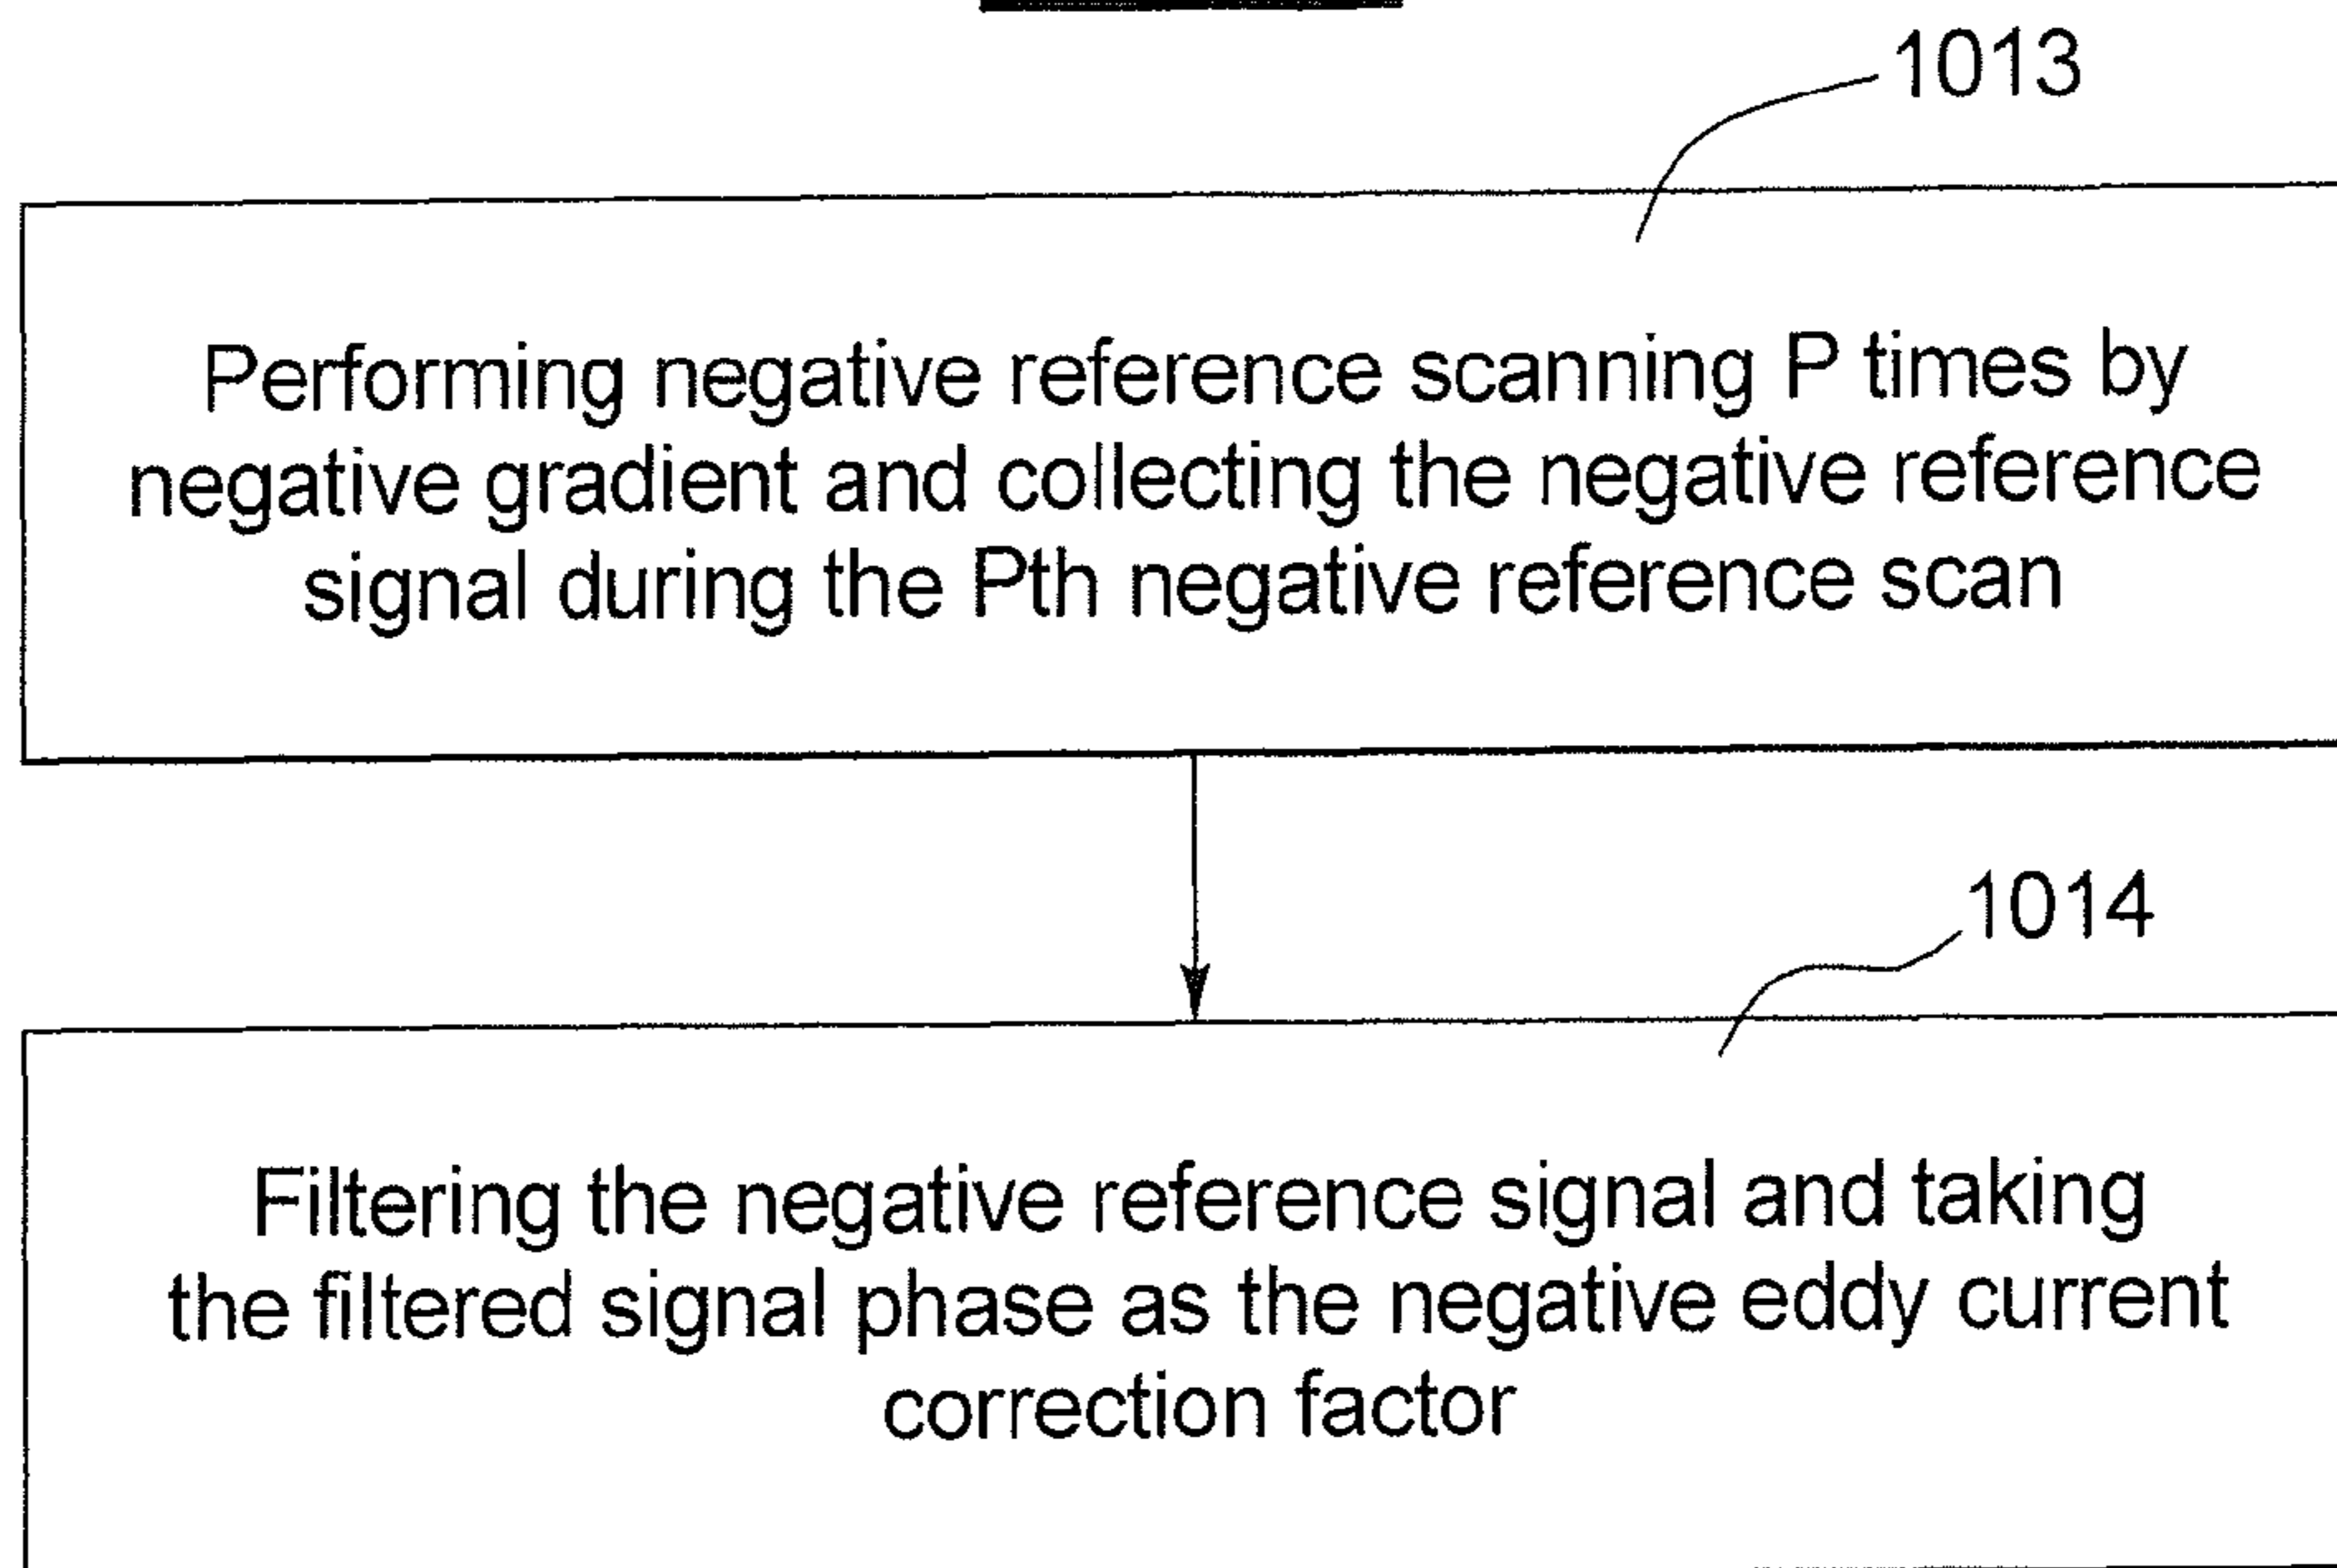 1013
Performing negative reference scanning P times by
negative gradient and collecting the negative reference
signal during the Pth negative reference scan
1014
Filtering the negative reference signal and taking
the filtered signal phase as the negative eddy current
correction factor